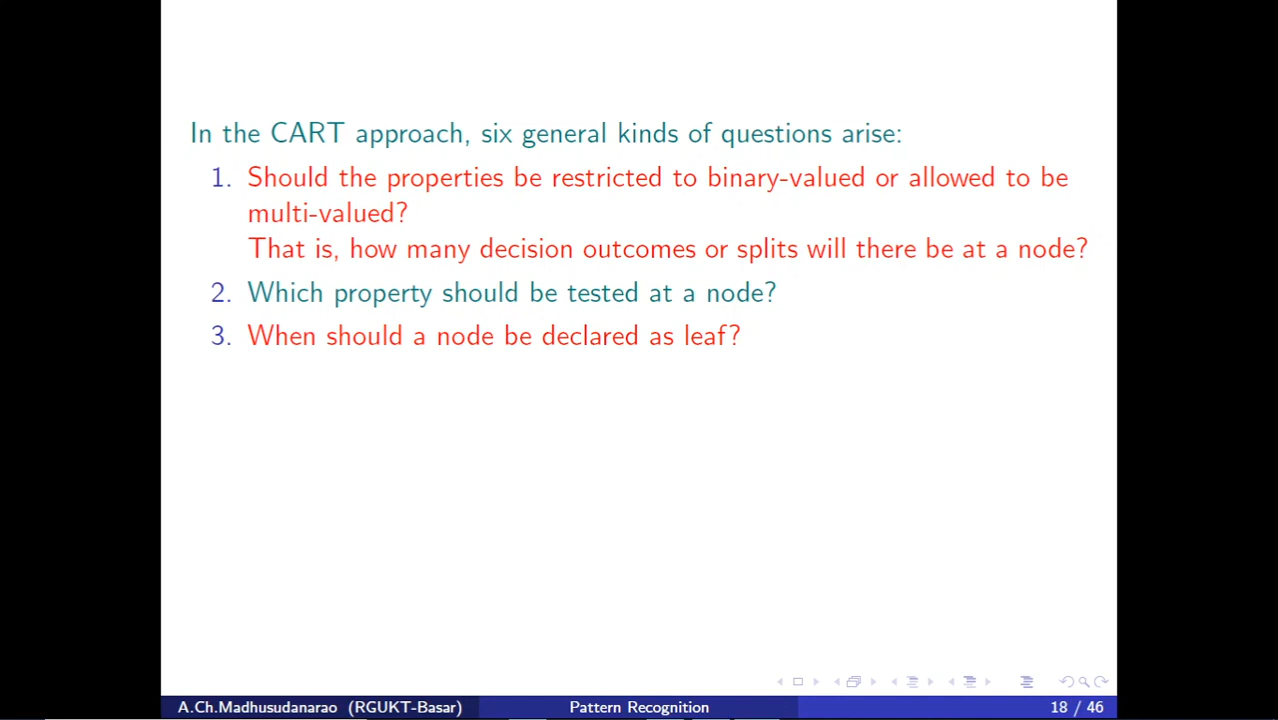 In the CART approach, six general kinds of questions arise:
1. Should the properties be restricted to binary-valued or allowed to be
multi-valued?
That is, how many decision outcomes or splits will there be at a node?
2. Which property should be tested at a node?
3. When should a node be declared as leaf?
A.Ch.Madhusudanarao (RGUKT-Basar) Pattern Recognition 18 / 46